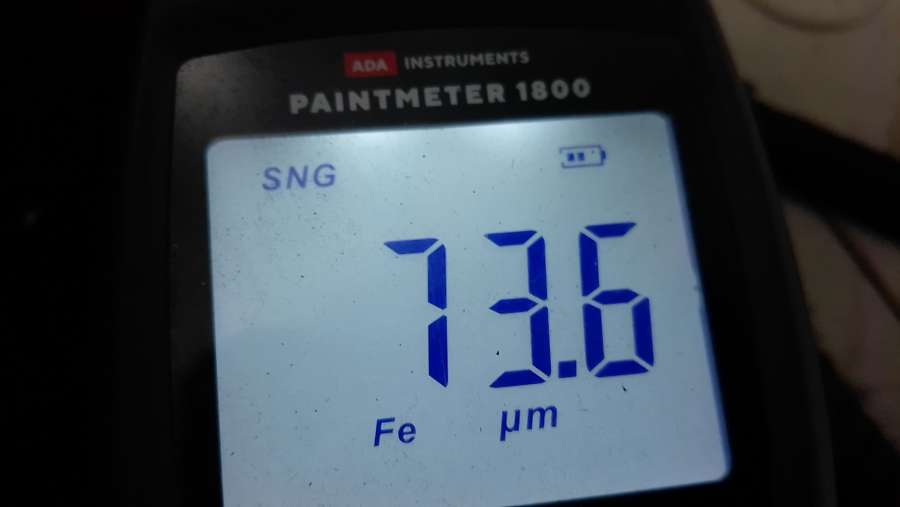 ADA INSTRUMENTS
PAINTMETER 1800
SNG
73.6
Fe µm